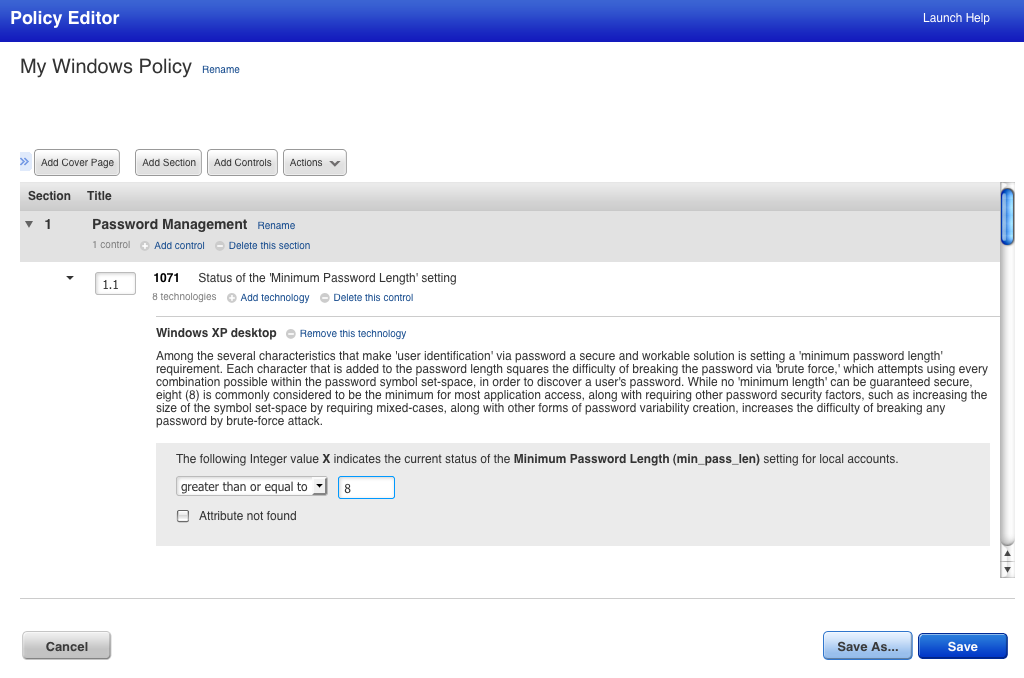 Policy Editor
Launch Help
My Windows Policy Rename
Add Cover Page Add Section Add Controls Actions
Section Title
1 Password Management Rename
1 control Add control Delete this section
1.1 1071 Status of the 'Minimum Password Length' setting
8 technologies Add technology Delete this control
Windows XP desktop Remove this technology
Among the several characteristics that make 'user identification' via password a secure and workable solution is setting a 'minimum password length'
requirement. Each character that is added to the password length squares the difficulty of breaking the password via 'brute force,' which attempts using every
combination possible within the password symbol set-space, in order to discover a user's password. While no 'minimum length' can be guaranteed secure,
eight (8) is commonly considered to be the minimum for most application access, along with requiring other password security factors, such as increasing the
size of the symbol set-space by requiring mixed-cases, along with other forms of password variability creation, increases the difficulty of breaking any
password by brute-force attack.
The following Integer value X indicates the current status of the Minimum Password Length (min_pass_len) setting for local accounts.
greater than or equal to 8
Attribute not found
Cancel Save As... Save